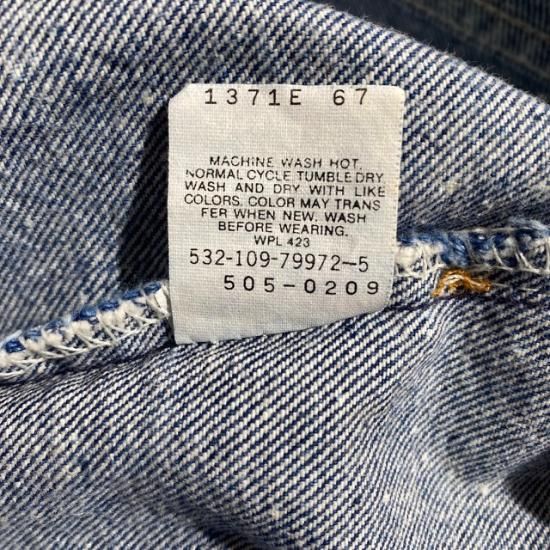 1371E 67
MACHINE WASH HOT,
NORMAL CYCLE TUMBLE DRY
WASH AND DRY WITH LIKE
COLORS. COLOR MAY TRANS
FER WHEN NEW. WASH
BEFORE WEARING.
WPL 423
532-109-79972-5
505-0209